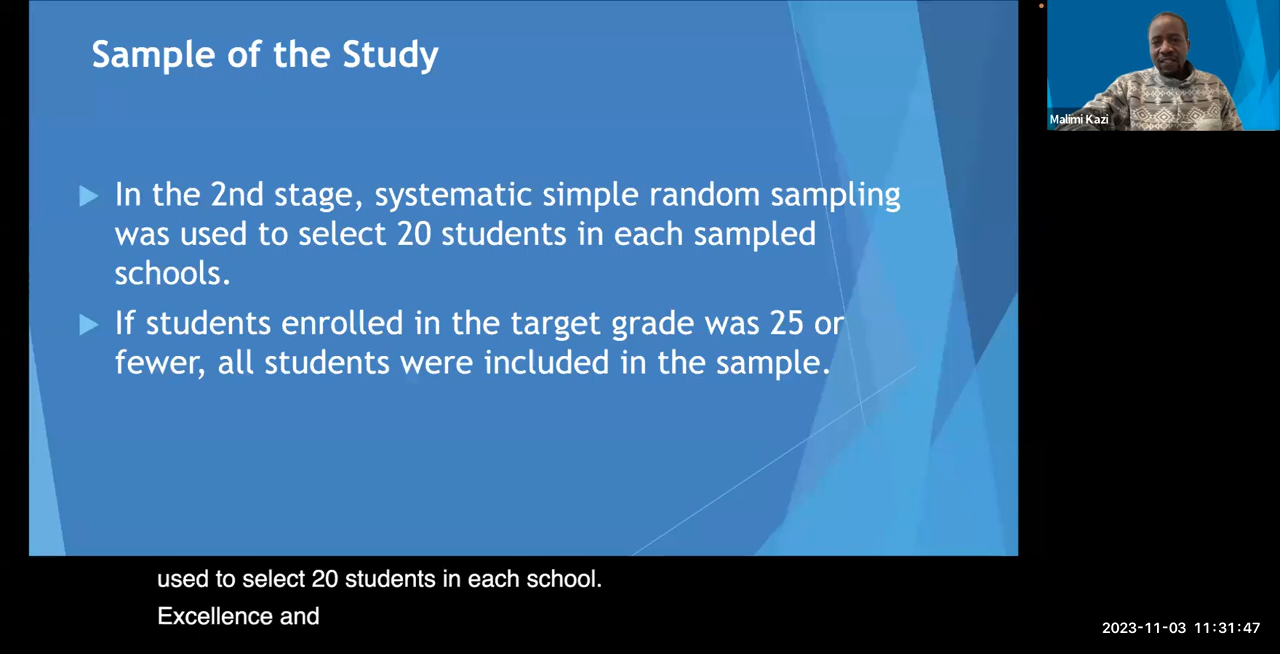 Sample of the Study
In the 2nd stage, systematic simple random sampling
was used to select 20 students in each sampled
schools.
If students enrolled in the target grade was 25 or
fewer, all students were included in the sample.
Malimi Kazi
used to select 20 students in each school.
Excellence and
2023-11-03 11:31:47